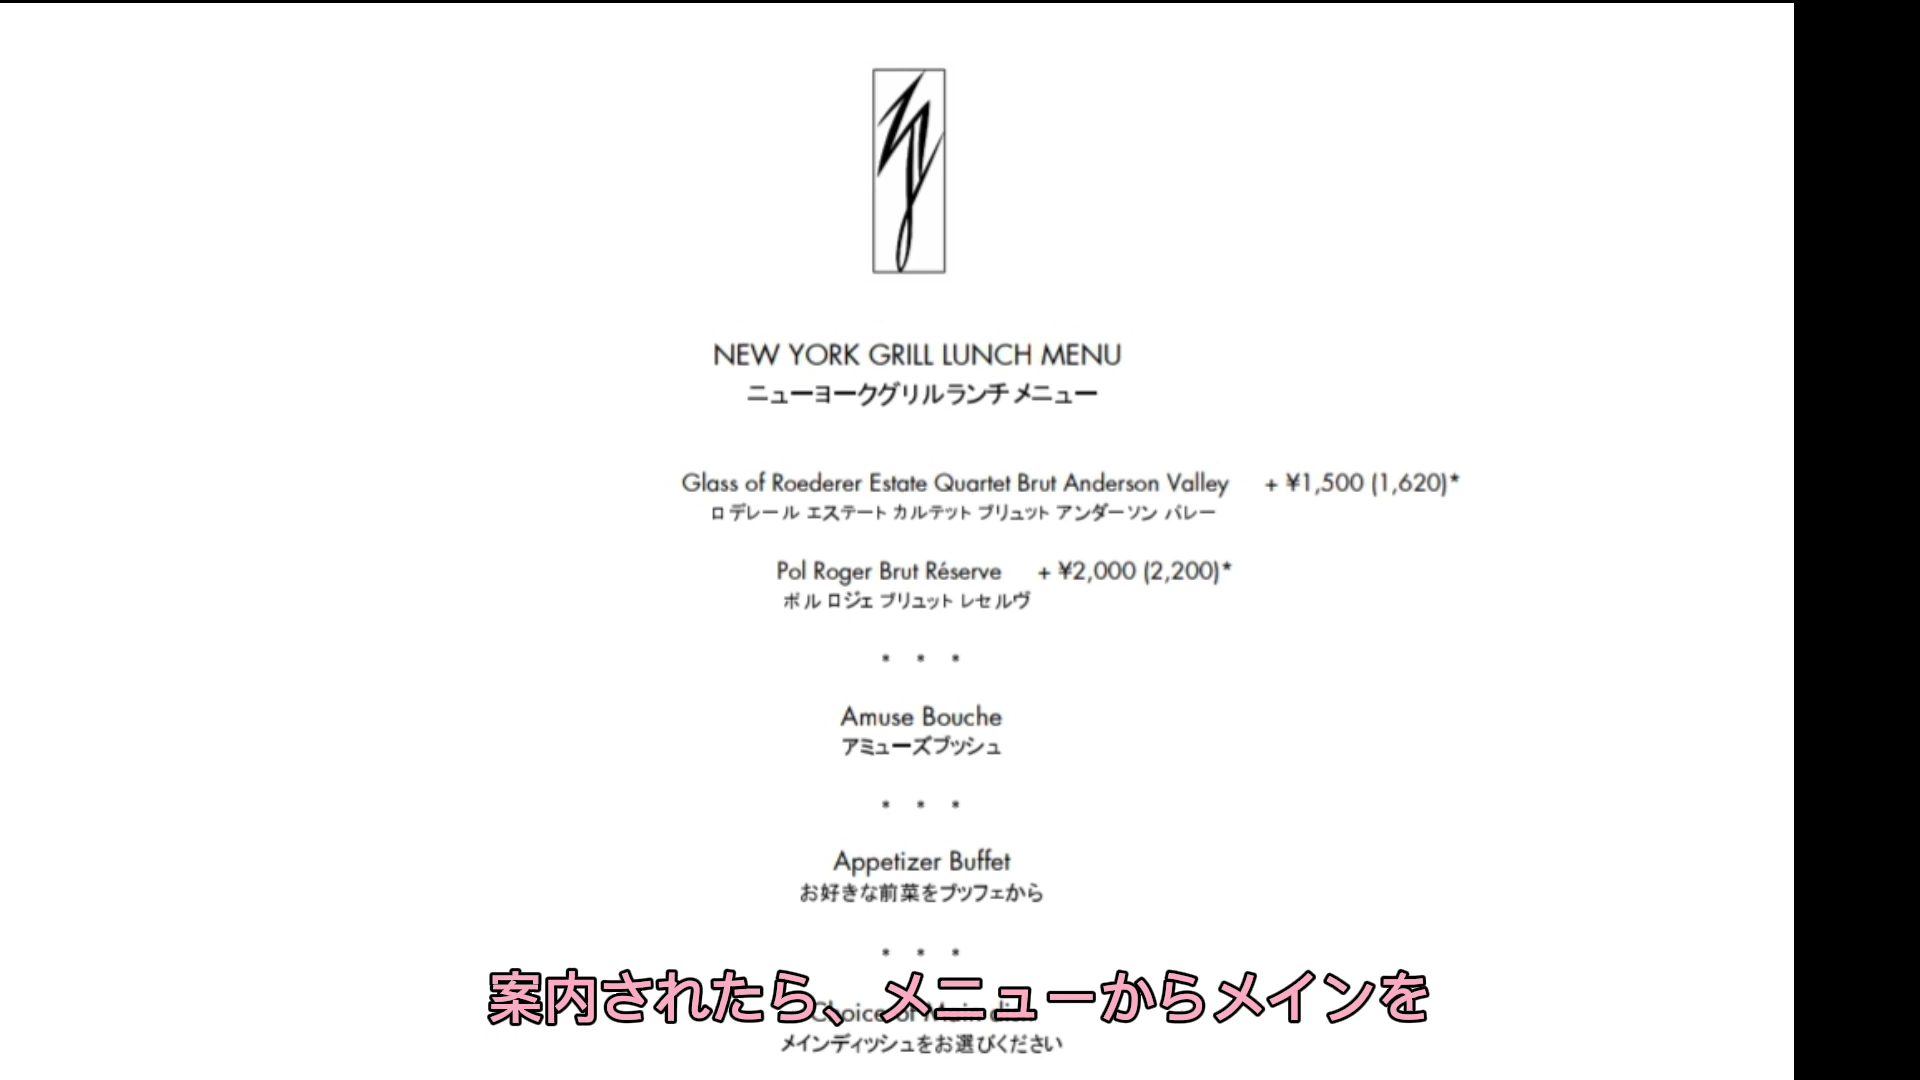 NEW YORK GRILL LUNCH MENU
ニューヨークグリルランチメニュー
Glass of Roederer Estate Quartet Brut Anderson Valley + ¥1,500 (1,620)*
ロデレール エステート カルテット ブリュット アンダーソン バレー
Pol Roger Brut Réserve + ¥2,000 (2,200)*
ポル ロジェ ブリュット レセルヴ
* * *
Amuse Bouche
アミューズブッシュ
* * *
Appetizer Buffet
お好きな前菜をブッフェから
* * *
案内されたら、メニューからメインを
Choice of Main dish
メインディッシュをお選びください